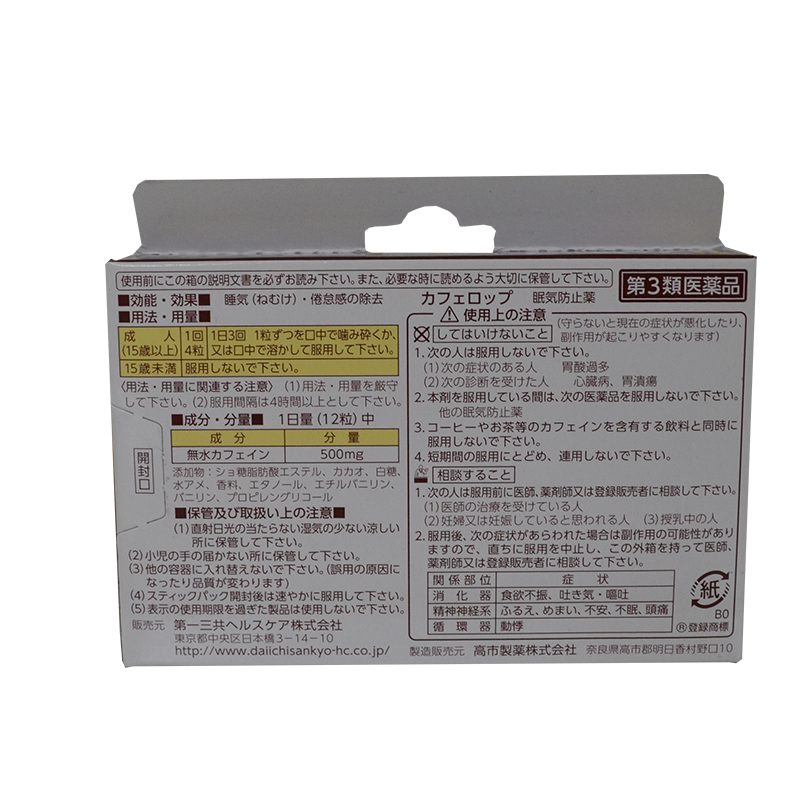 使用前にこの箱の説明文書を必ずお読み下さい。また、必要な時に読めるよう大切に保管して下さい。
第3類医薬品
■効能・効果■ 睡気(ねむけ)・倦怠感の除去
■用法・用量■
成人(15歳以上) 1回4粒 1日3回 1粒ずつを口中で噛み砕くか、又は口中で溶かして服用して下さい。
15歳未満 服用しないで下さい。
〈用法・用量に関連する注意〉(1)用法・用量を厳守
して下さい。(2)服用間隔は4時間以上として下さい。
■成分・分量■ 1日量(12粒)中
成分 分量
無水カフェイン 500mg
添加物:ショ糖脂肪酸エステル、カカオ、白糖、
水アメ、香料、エタノール、エチルバニリン、
バニリン、プロピレングリコール
開封口
■保管及び取扱い上の注意■
(1)直射日光の当たらない湿気の少ない涼しい
所に保管して下さい。
(2)小児の手の届かない所に保管して下さい。
(3)他の容器に入れ替えないで下さい。(誤用の原因に
なったり品質が変わります)
(4)スティックパック開封後は速やかに服用して下さい。
(5)表示の使用期限を過ぎた製品は使用しないで下さい。
販売元 第一三共ヘルスケア株式会社
東京都中央区日本橋3-14-10
http://www.daiichisankyo-hc.co.jp/
カフェロップ 眠気防止薬
使用上の注意
してはいけないこと (守らないと現在の症状が悪化したり、
副作用が起こりやすくなります)
1. 次の人は服用しないで下さい。
(1)次の症状のある人 胃酸過多
(2)次の診断を受けた人 心臓病、胃潰瘍
2. 本剤を服用している間は、次の医薬品を服用しないで下さい。
他の眠気防止薬
3. コーヒーやお茶等のカフェインを含有する飲料と同時に
服用しないで下さい。
4. 短期間の服用にとどめ、連用しないで下さい。
相談すること
1. 次の人は服用前に医師、薬剤師又は登録販売者に相談して下さい。
(1)医師の治療を受けている人
(2)妊婦又は妊娠していると思われる人 (3)授乳中の人
2. 服用後、次の症状があらわれた場合は副作用の可能性がありま
すので、直ちに服用を中止し、この外箱を持って医師、
薬剤師又は登録販売者に相談して下さい。
関係部位 症状
消化器 食欲不振、吐き気・嘔吐
精神神経系 ふるえ、めまい、不安、不眠、頭痛
循環器 動悸
紙
B0
®登録商標
製造販売元 高市製薬株式会社 奈良県高市郡明日香村野口10